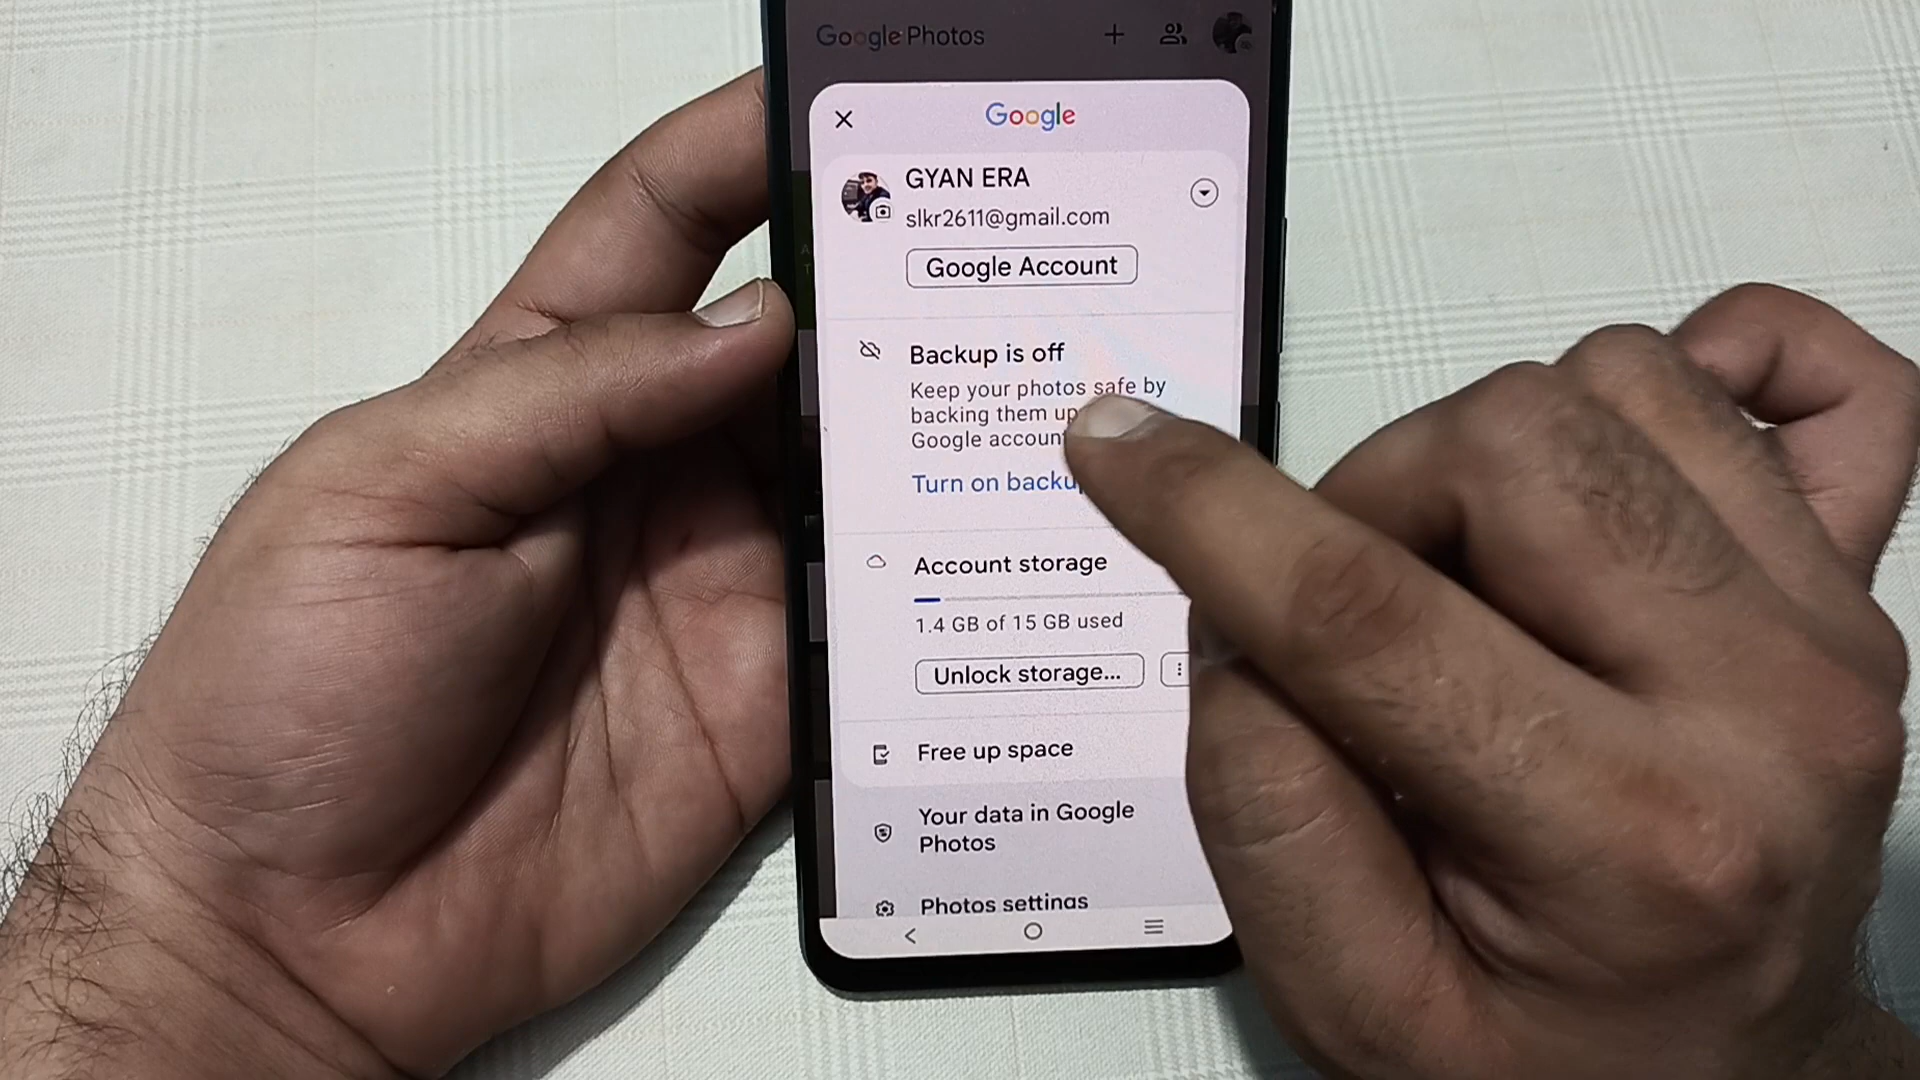 Google Photos
Google
GYAN ERA
slkr2611@gmail.com
Google Account
Backup is off
Keep your photos safe by
backing them up
Google account
Turn on backup
Account storage
1.4 GB of 15 GB used
Unlock storage...
Free up space
Your data in Google
Photos
Photos settings